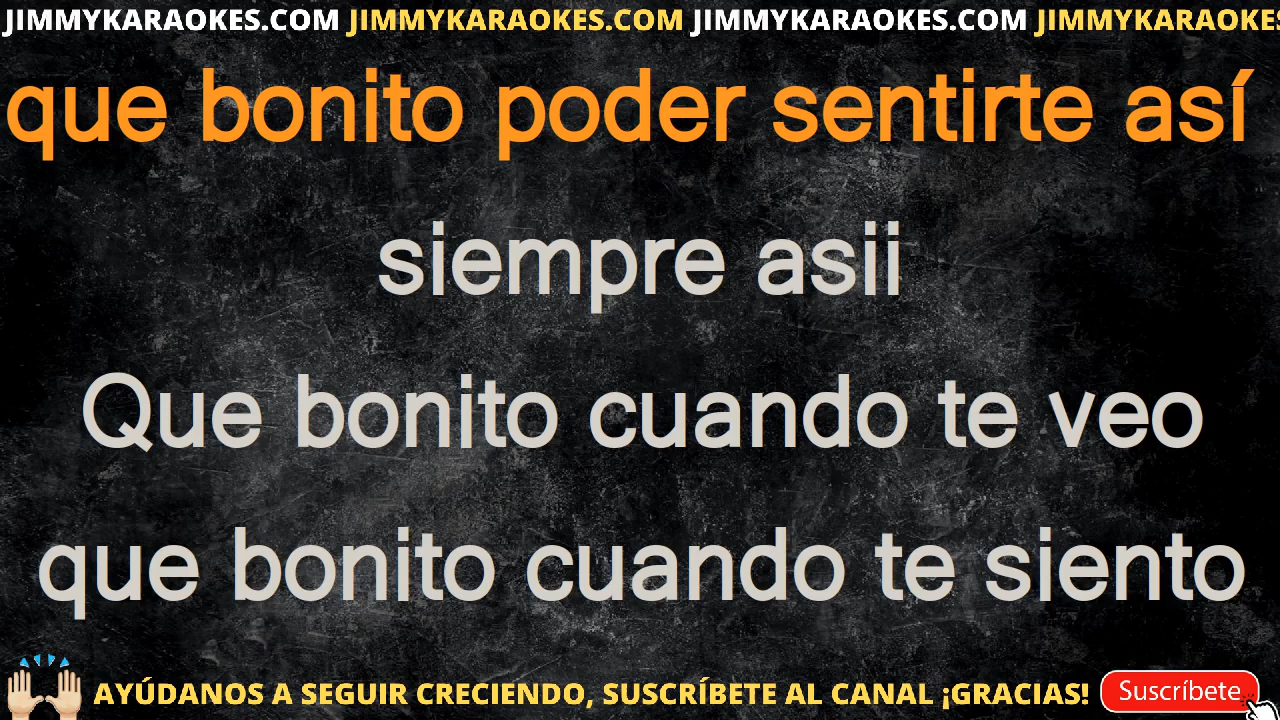 JIMMYKARAOKES.COM JIMMYKARAOKES.COM JIMMYKARAOKES.COM JIMMYKARAOKE
que bonito poder sentirte así
siempre asii
Que bonito cuando te veo
que bonito cuando te siento
AYÚDANOS A SEGUIR CRECIENDO, SUSCRÍBETE AL CANAL ¡GRACIAS! Suscríbete